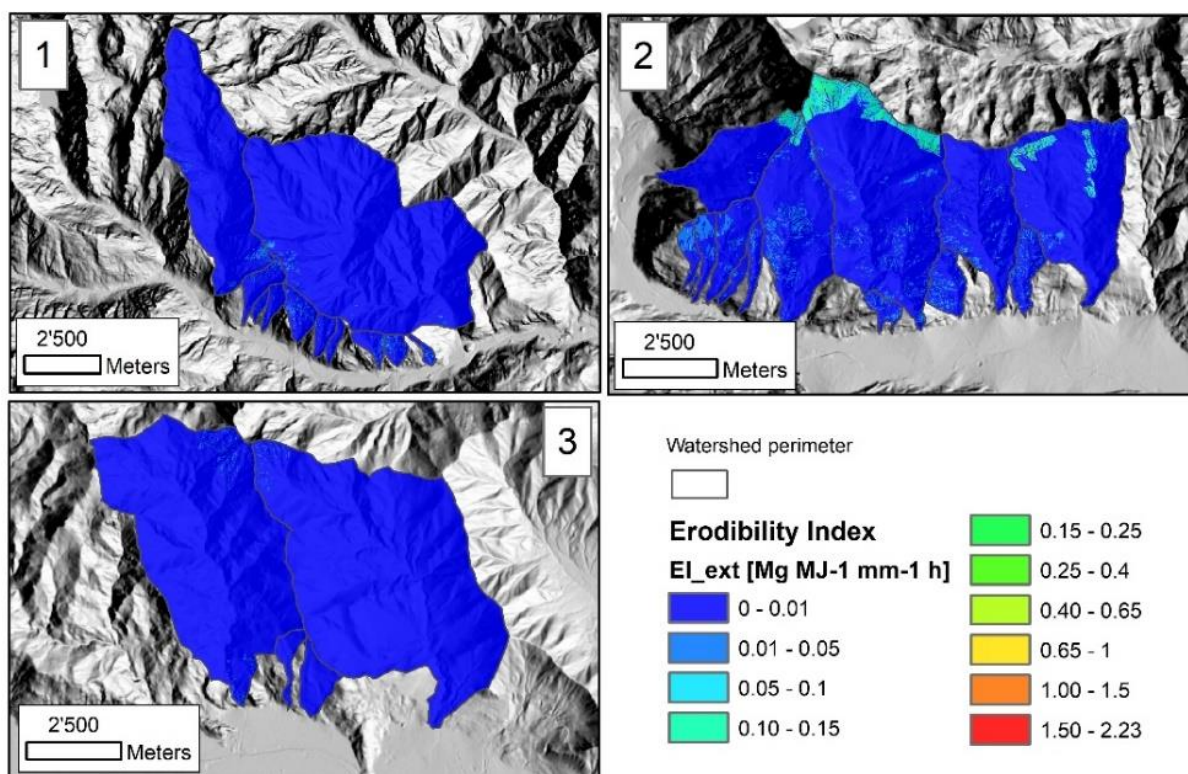 1
2'500
Meters
2
2'500
Meters
3
2'500
Meters
Watershed perimeter
Erodibility Index
EI_ext [Mg MJ-1 mm-1 h]
0 - 0.01
0.01 - 0.05
0.05 - 0.1
0.10 - 0.15
0.15 - 0.25
0.25 - 0.4
0.40 - 0.65
0.65 - 1
1.00 - 1.5
1.50 - 2.23